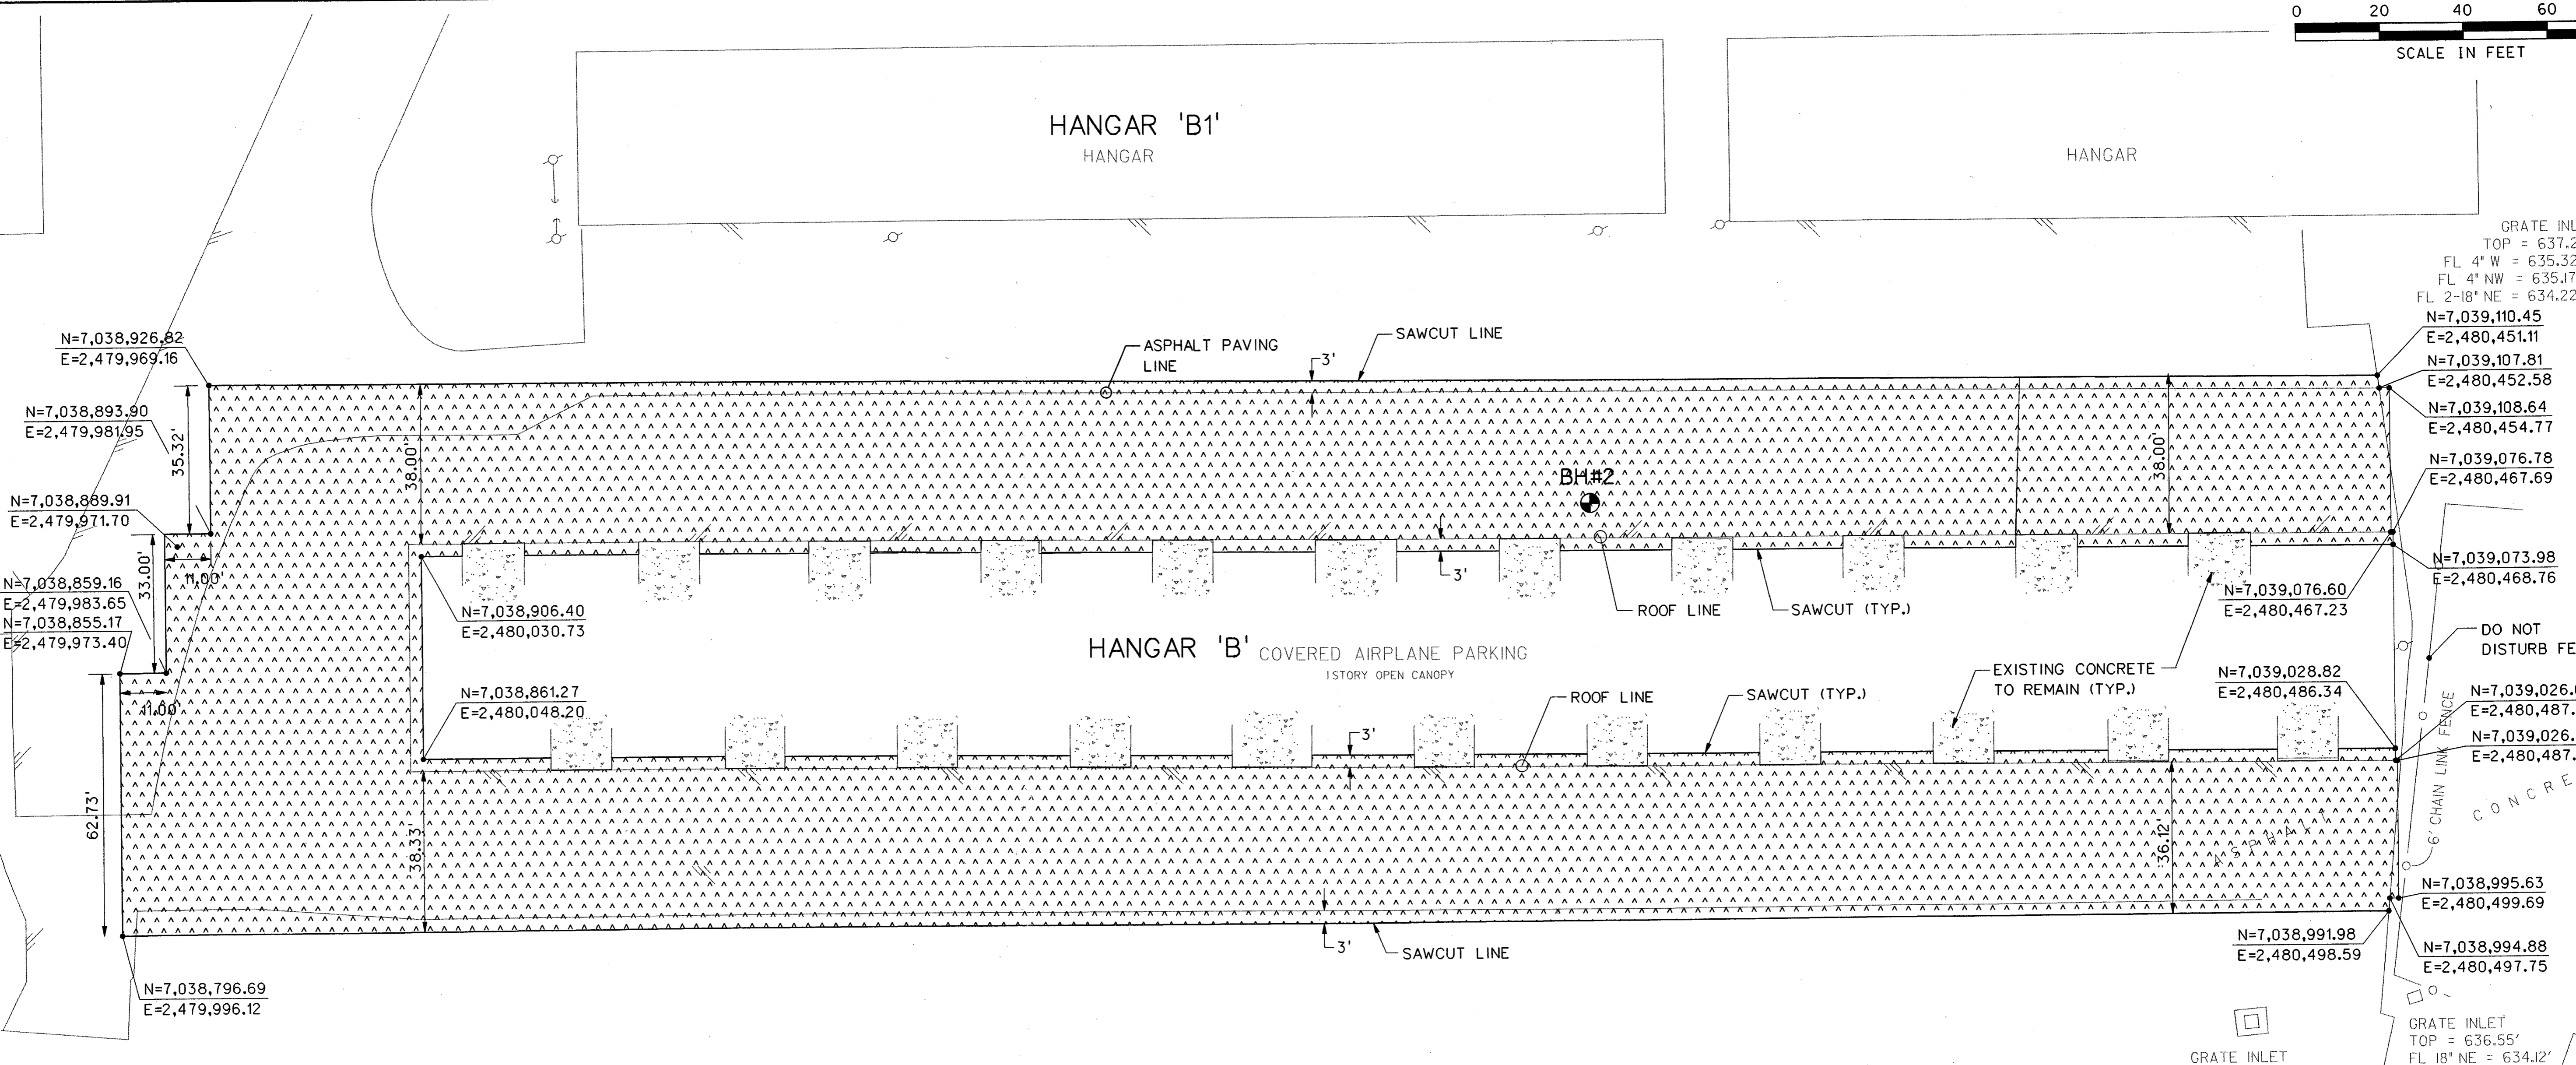 0 20 40 60
SCALE IN FEET
HANGAR 'B1'
HANGAR
HANGAR
GRATE INL
TOP = 637.2
FL 4" W = 635.32
FL 4" NW = 635.17
FL 2-18" NE = 634.22
N=7,038,926.82
E=2,479,969.16
N=7,038,893.90
E=2,479,981.95
35.32'
N=7,038,889.91
E=2,479,971.70
33.00'
11.00'
N=7,038,859.16
E=2,479,983.65
N=7,038,855.17
E=2,479,973.40
11.00'
62.73'
N=7,038,796.69
E=2,479,996.12
ASPHALT PAVING
LINE
SAWCUT LINE
3'
38.00'
BH#2
38.00'
N=7,039,110.45
E=2,480,451.11
N=7,039,107.81
E=2,480,452.58
N=7,039,108.64
E=2,480,454.77
N=7,039,076.78
E=2,480,467.69
N=7,039,073.98
E=2,480,468.76
N=7,039,076.60
E=2,480,467.23
N=7,038,906.40
E=2,480,030.73
3'
ROOF LINE
SAWCUT (TYP.)
HANGAR 'B' COVERED AIRPLANE PARKING
1STORY OPEN CANOPY
DO NOT
DISTURB FE
EXISTING CONCRETE
TO REMAIN (TYP.)
N=7,039,028.82
E=2,480,486.34
N=7,039,026.
E=2,480,487.
N=7,039,026.
E=2,480,487.
N=7,038,861.27
E=2,480,048.20
3'
ROOF LINE
SAWCUT (TYP.)
6' CHAIN LINK FENCE
CONCRE
38.33'
36.12'
ASPHALT
3'
SAWCUT LINE
N=7,038,995.63
E=2,480,499.69
N=7,038,991.98
E=2,480,498.59
N=7,038,994.88
E=2,480,497.75
GRATE INLET
GRATE INLET
TOP = 636.55'
FL 18" NE = 634.12'